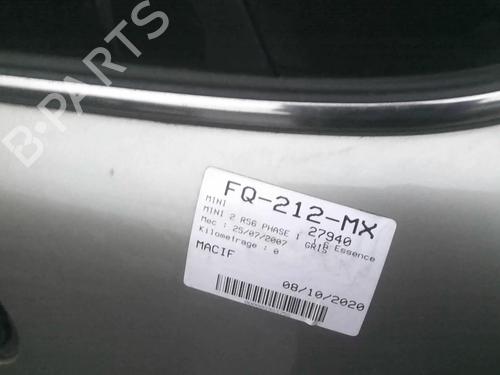 B-PARTS
FQ-212-MX
MINI 27940
MINI 2 R56 PHASE 1 Essence
Mec : 25/07/2007 GRIS
Kilometrage : 0
MACIF
08/10/2020